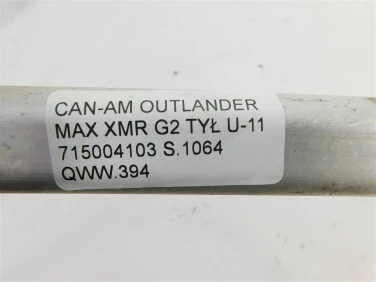 CAN-AM OUTLANDER
MAX XMR G2 TYŁ U-11
715004103 S.1064
QWW.394